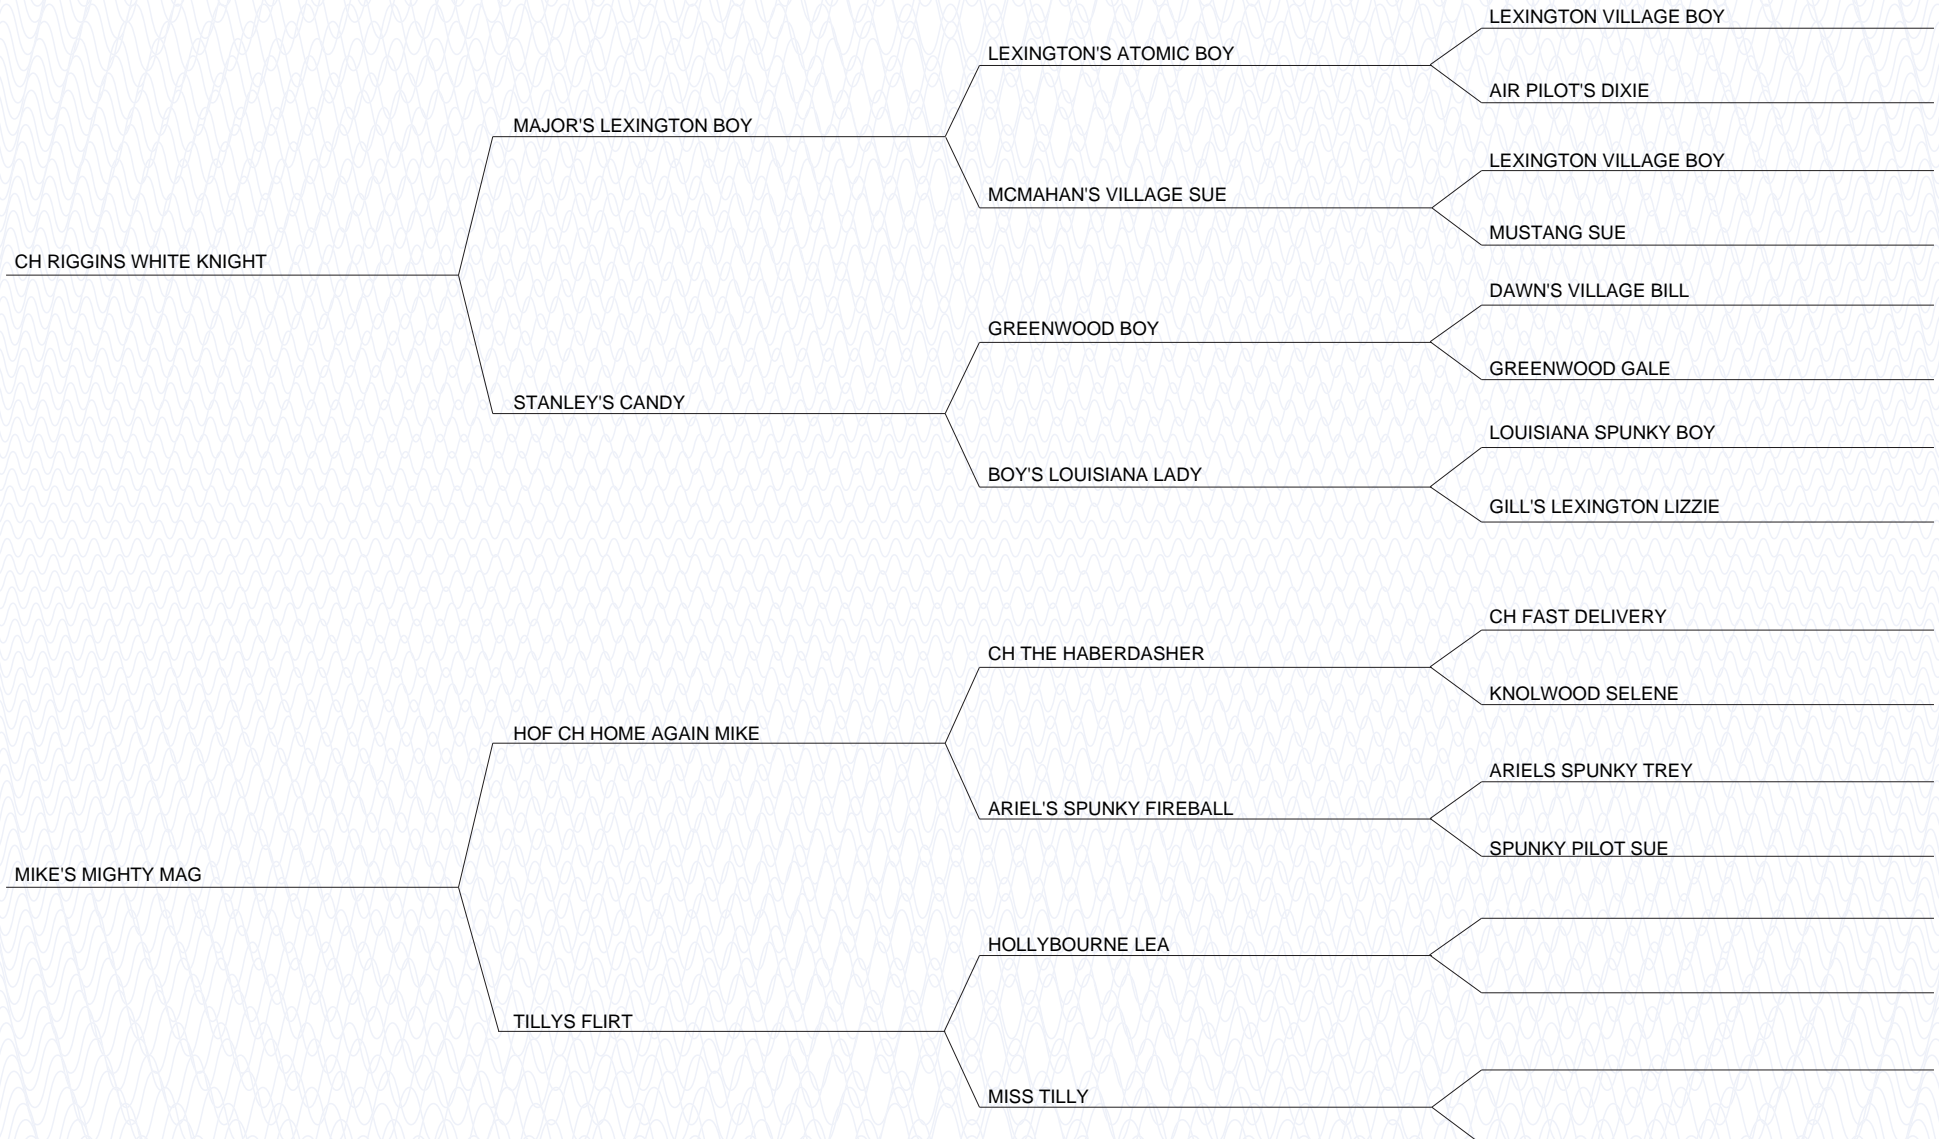 LEXINGTON VILLAGE BOY
LEXINGTON'S ATOMIC BOY
AIR PILOT'S DIXIE
MAJOR'S LEXINGTON BOY
LEXINGTON VILLAGE BOY
MCMAHAN'S VILLAGE SUE
MUSTANG SUE
CH RIGGINS WHITE KNIGHT
DAWN'S VILLAGE BILL
GREENWOOD BOY
GREENWOOD GALE
STANLEY'S CANDY
LOUISIANA SPUNKY BOY
BOY'S LOUISIANA LADY
GILL'S LEXINGTON LIZZIE
CH FAST DELIVERY
CH THE HABERDASHER
KNOLWOOD SELENE
HOF CH HOME AGAIN MIKE
ARIELS SPUNKY TREY
ARIEL'S SPUNKY FIREBALL
SPUNKY PILOT SUE
MIKE'S MIGHTY MAG
HOLLYBOURNE LEA
TILLYS FLIRT
MISS TILLY